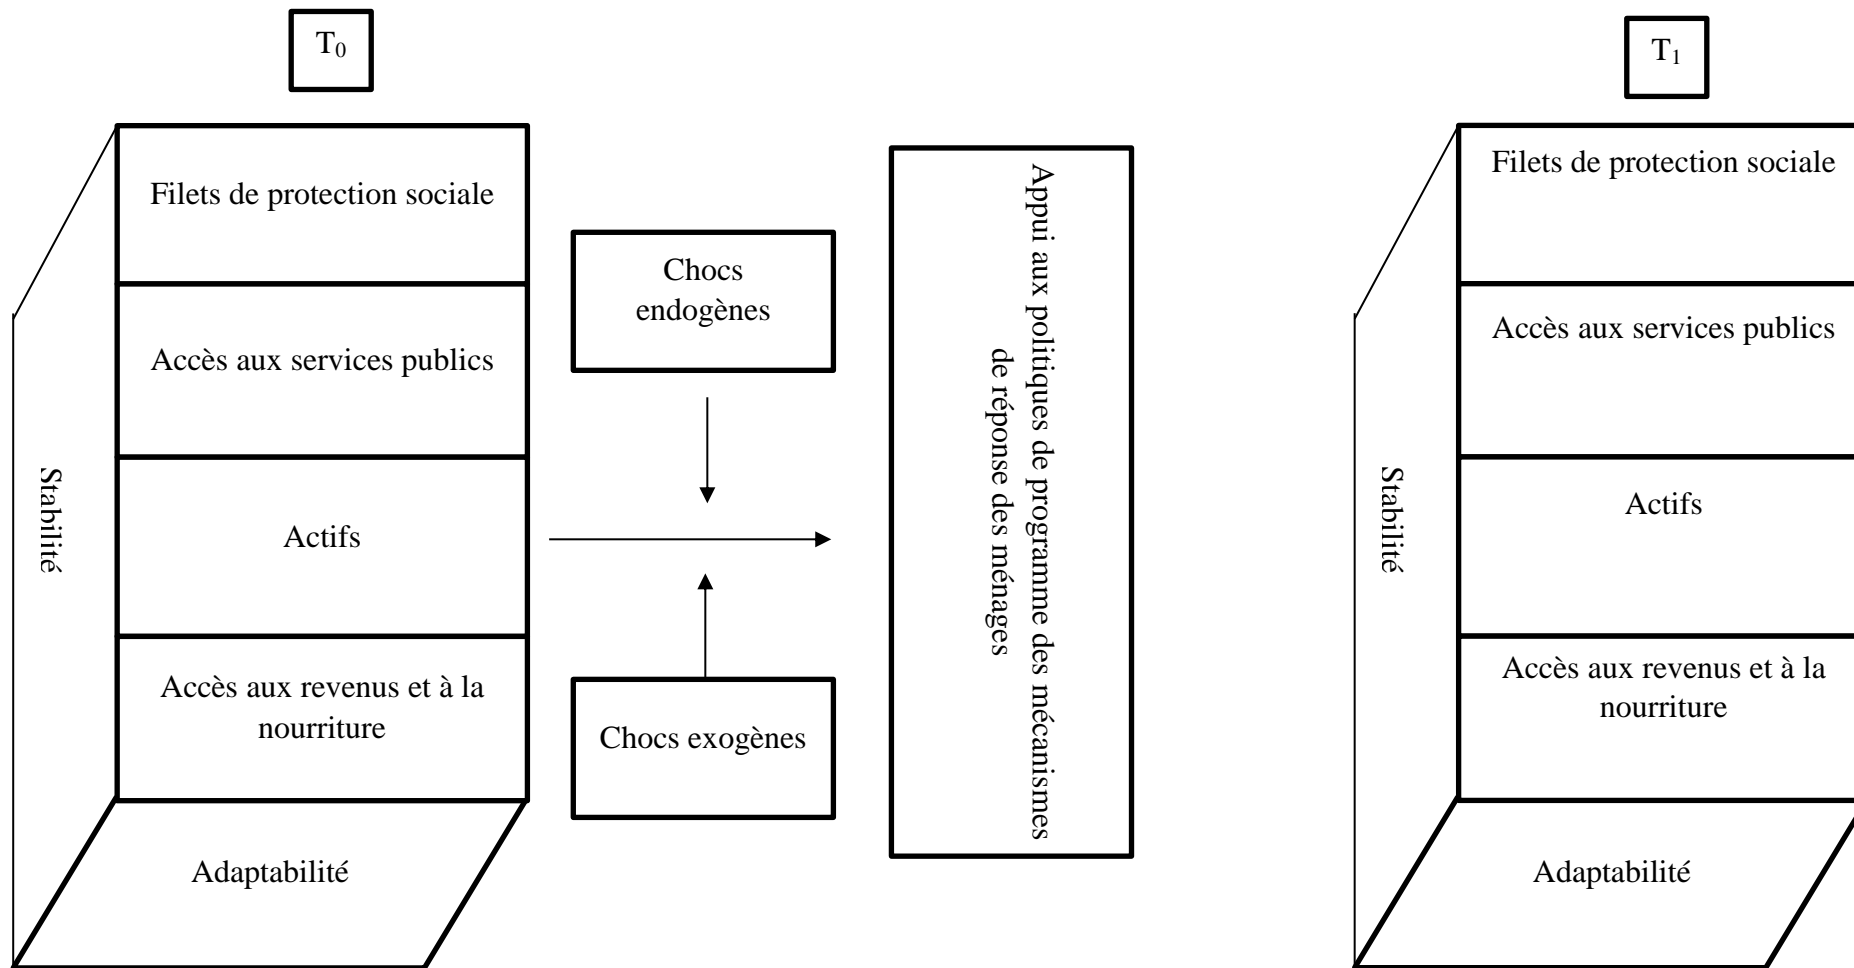 T₀
Filets de protection sociale
Accès aux services publics
Actifs
Accès aux revenus et à la
nourriture
Adaptabilité
Stabilité
Chocs
endogènes
Chocs exogènes
Appui aux politiques de programme des mécanismes
de réponse des ménages
T₁
Filets de protection sociale
Accès aux services publics
Actifs
Accès aux revenus et à la
nourriture
Adaptabilité
Stabilité